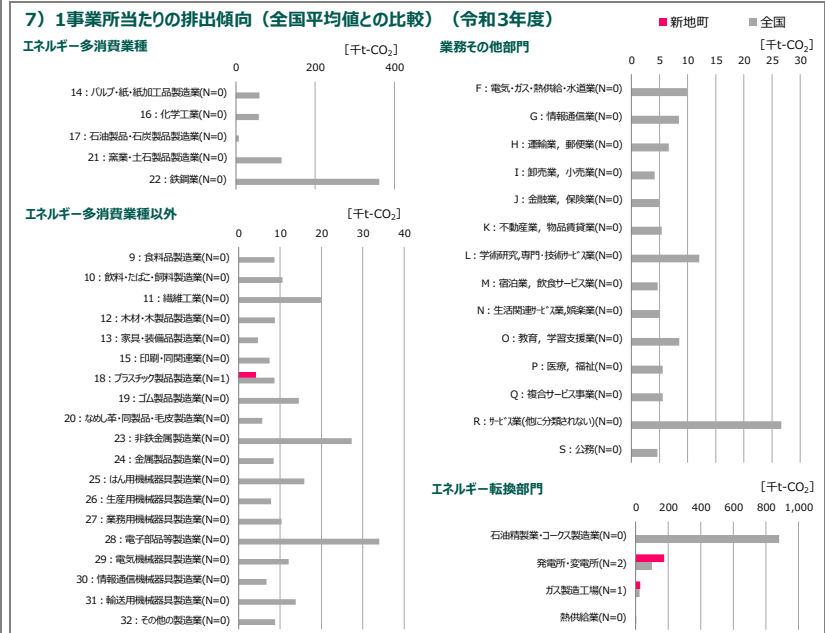 7）1事業所当たりの排出傾向（全国平均値との比較）（令和3年度）
新地町
全国
エネルギー多消費業種
[千t-CO₂]
0 200 400
14：パルプ・紙・紙加工品製造業(N=0)
16：化学工業(N=0)
17：石油製品・石炭製品製造業(N=0)
21：窯業・土石製品製造業(N=0)
22：鉄鋼業(N=0)
エネルギー多消費業種以外
[千t-CO₂]
0 10 20 30 40
9：食料品製造業(N=0)
10：飲料・たばこ・飼料製造業(N=0)
11：繊維工業(N=0)
12：木材・木製品製造業(N=0)
13：家具・装備品製造業(N=0)
15：印刷・同関連業(N=0)
18：プラスチック製品製造業(N=1)
19：ゴム製品製造業(N=0)
20：なめし革・同製品・毛皮製造業(N=0)
23：非鉄金属製造業(N=0)
24：金属製品製造業(N=0)
25：はん用機械器具製造業(N=0)
26：生産用機械器具製造業(N=0)
27：業務用機械器具製造業(N=0)
28：電子部品等製造業(N=0)
29：電気機械器具製造業(N=0)
30：情報通信機械器具製造業(N=0)
31：輸送用機械器具製造業(N=0)
32：その他の製造業(N=0)
業務その他部門
[千t-CO₂]
0 5 10 15 20 25 30
F：電気・ガス・熱供給・水道業(N=0)
G：情報通信業(N=0)
H：運輸業，郵便業(N=0)
I：卸売業，小売業(N=0)
J：金融業，保険業(N=0)
K：不動産業，物品賃貸業(N=0)
L：学術研究,専門・技術ｻｰﾋﾞｽ業(N=0)
M：宿泊業，飲食サービス業(N=0)
N：生活関連ｻｰﾋﾞｽ業,娯楽業(N=0)
O：教育，学習支援業(N=0)
P：医療，福祉(N=0)
Q：複合サービス事業(N=0)
R：ｻｰﾋﾞｽ業(他に分類されない)(N=0)
S：公務(N=0)
エネルギー転換部門
[千t-CO₂]
0 200 400 600 800 1,000
石油精製業・コークス製造業(N=0)
発電所・変電所(N=2)
ガス製造工場(N=1)
熱供給業(N=0)